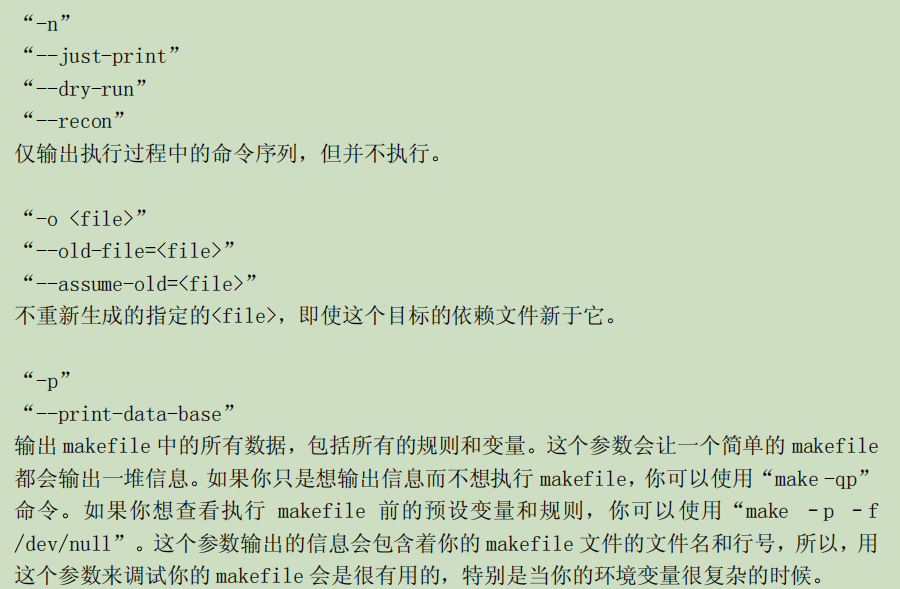 “-n”
“--just-print”
“--dry-run”
“--recon”
仅输出执行过程中的命令序列，但并不执行。
“-o <file>”
“--old-file=<file>”
“--assume-old=<file>”
不重新生成的指定的<file>，即使这个目标的依赖文件新于它。
“-p”
“--print-data-base”
输出 makefile 中的所有数据，包括所有的规则和变量。这个参数会让一个简单的 makefile
都会输出一堆信息。如果你只是想输出信息而不想执行 makefile，你可以使用“make -qp”
命令。如果你想查看执行 makefile 前的预设变量和规则，你可以使用“make –p –f
/dev/null”。这个参数输出的信息会包含着你的 makefile 文件的文件名和行号，所以，用
这个参数来调试你的 makefile 会是很有用的，特别是当你的环境变量很复杂的时候。